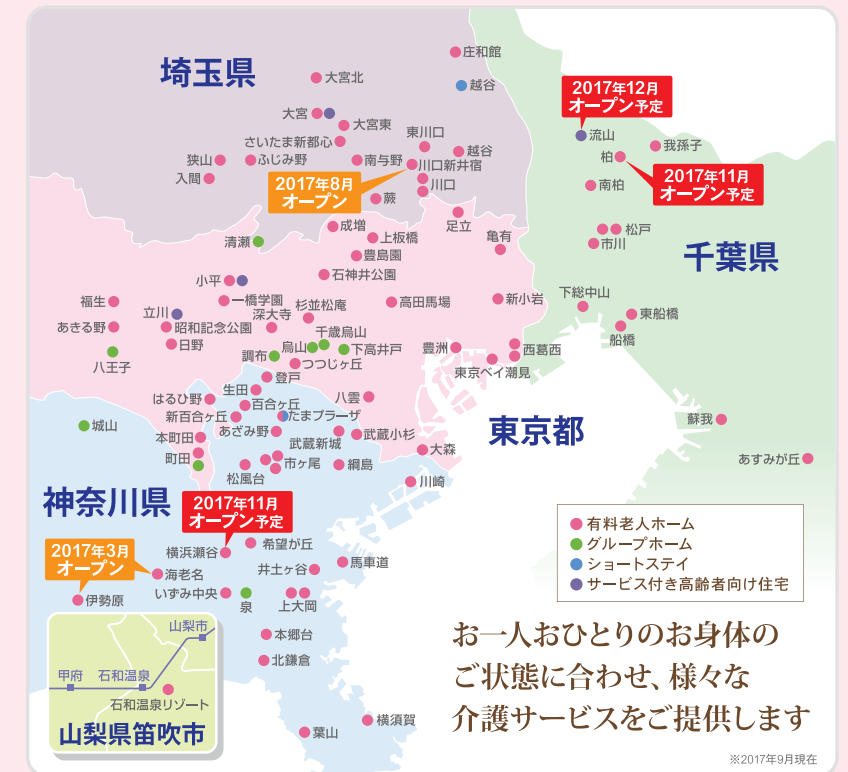 埼玉県
庄和館
大宮北
越谷
2017年12月
オープン予定
大宮
大宮東
流山
東川口
さいたま新都心
我孫子
越谷
柏
狭山
ふじみ野
南与野
川口新井宿
2017年11月
オープン予定
入間
2017年8月
オープン
川口
南柏
蕨
足立
成増
松戸
清瀬
上板橋
亀有
市川
千葉県
豊島園
石神井公園
小平
下総中山
福生
一橋学園
杉並松庵
高田馬場
新小岩
立川
深大寺
東船橋
あきる野
昭和記念公園
千歳烏山
船橋
日野
烏山
下高井戸
豊洲
西葛西
調布
八王子
つつじヶ丘
東京ベイ潮見
登戸
生田
はるひ野
百合ヶ丘
八雲
新百合ヶ丘
たまプラーザ
蘇我
城山
あざみ野
東京都
本町田
武蔵新城
武蔵小杉
大森
町田
市ヶ尾
あすみが丘
松風台
綱島
川崎
神奈川県
2017年11月
オープン予定
有料老人ホーム
グループホーム
ショートステイ
サービス付き高齢者向け住宅
2017年3月
オープン
横浜瀬谷
希望が丘
馬車道
海老名
井土ヶ谷
伊勢原
いずみ中央
泉
上大岡
山梨市
本郷台
お一人おひとりのお身体の
ご状態に合わせ、様々な
介護サービスをご提供します
北鎌倉
甲府
石和温泉
石和温泉リゾート
山梨県笛吹市
横須賀
葉山
※2017年9月現在